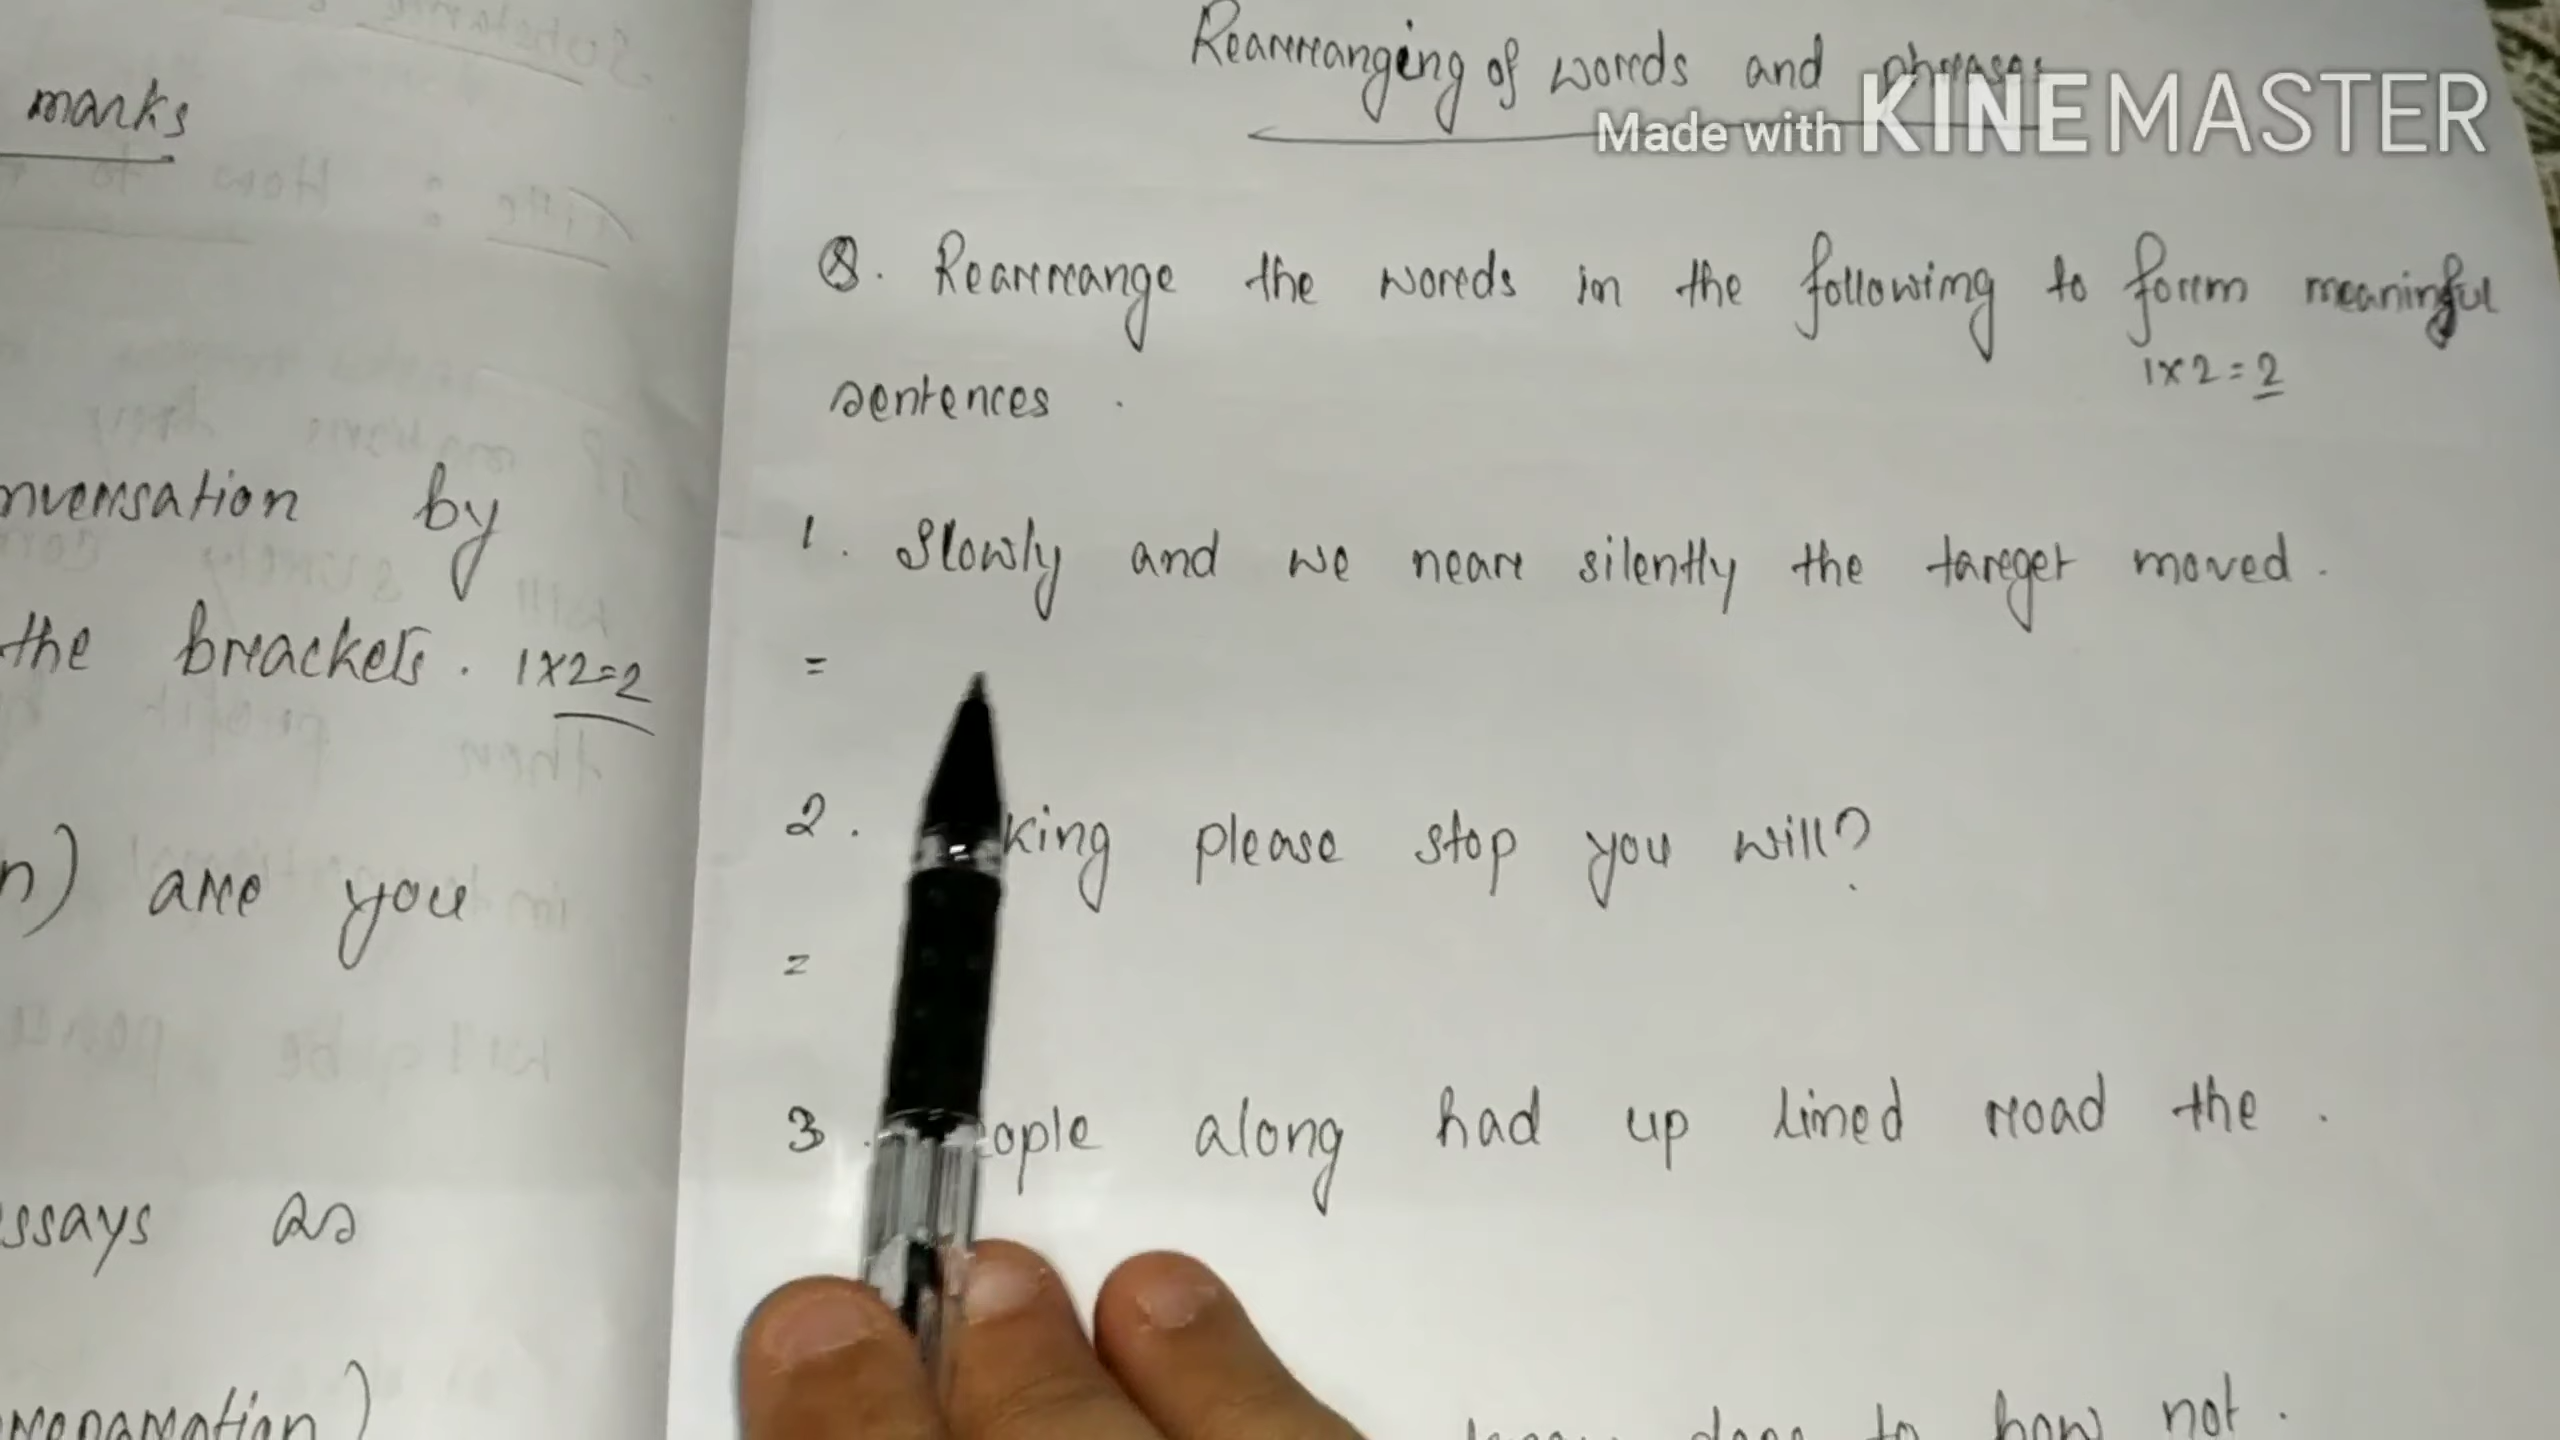 marks
nversation by
the brackets. 1x2=2
n) are you
ssays as
Rearranging of words and phrases
Made with KINEMASTER
Q. Rearrange the words in the following to form meaningful
1x2=2
sentences.
1. Slowly and we near silently the target moved.
=
2. king please stop you will?
=
3. ople along had up lined road the.
to how not.